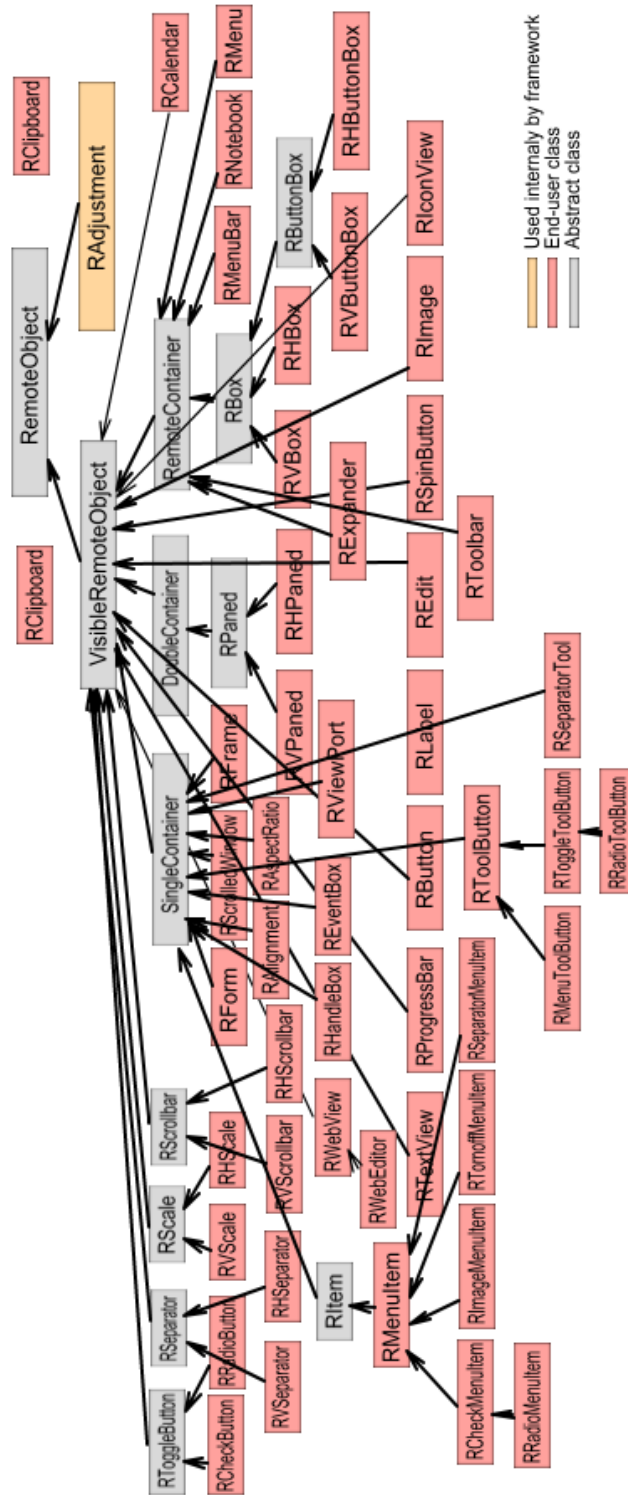 RClipboard
RemoteObject
RAdjustment
RClipboard
VisibleRemoteObject
RCalendar
RToggleButton
RSeparator
RScale
RScrollbar
SingleContainer
DoubleContainer
RemoteContainer
RMenuBar
RNotebook
RMenu
RCheckButton
RRadioButton
RVScale
RHScale
RForm
RScrolledWindow
RFrame
RPaned
RBox
RVSeparator
RHSeparator
RVScrollbar
RHScrollbar
RAlignment
RAspectRatio
RVPaned
RHPaned
RVBox
RHBox
RButtonBox
RItem
RWebView
RHandleBox
REventBox
RViewPort
RExpander
RVButtonBox
RHButtonBox
RWebEditor
RMenuItem
RTextView
RProgressBar
RButton
RLabel
REdit
RSpinButton
RImage
RIconView
RCheckMenuItem
RImageMenuItem
RTornoffMenuItem
RSeparatorMenuItem
RToolButton
RToolbar
RRadioMenuItem
RMenuToolButton
RToggleToolButton
RSeparatorTool
RRadioToolButton
Used internaly by framework
End-user class
Abstract class